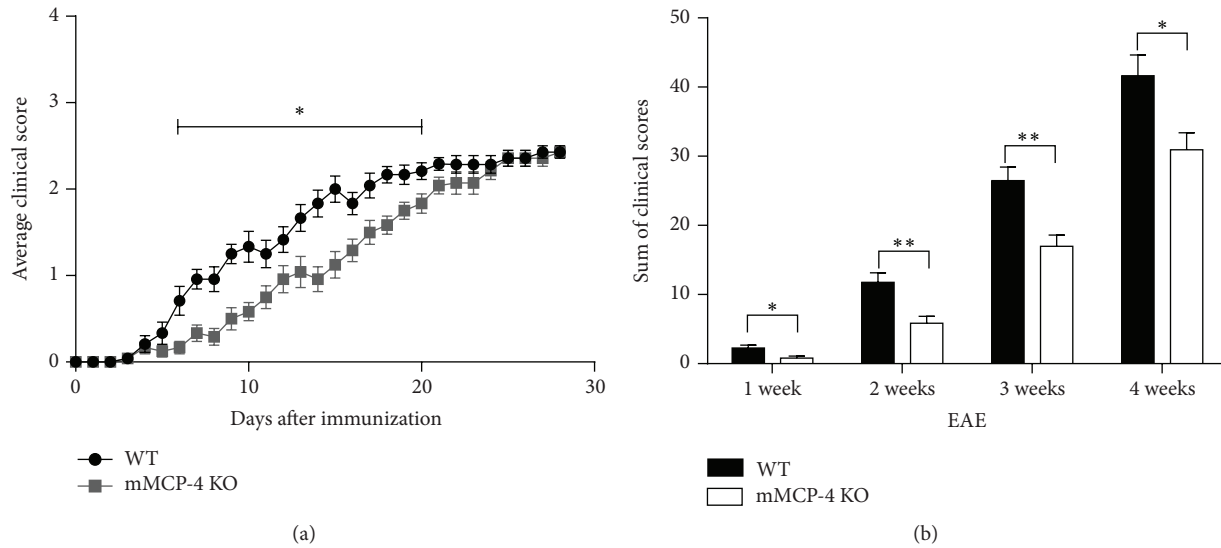 4
3
2
1
0
Average clinical score
*
0
10
20
30
Days after immunization
WT
mMCP-4 KO
(a)
50
40
30
20
10
0
Sum of clinical scores
*
**
**
*
1 week
2 weeks
3 weeks
4 weeks
EAE
WT
mMCP-4 KO
(b)